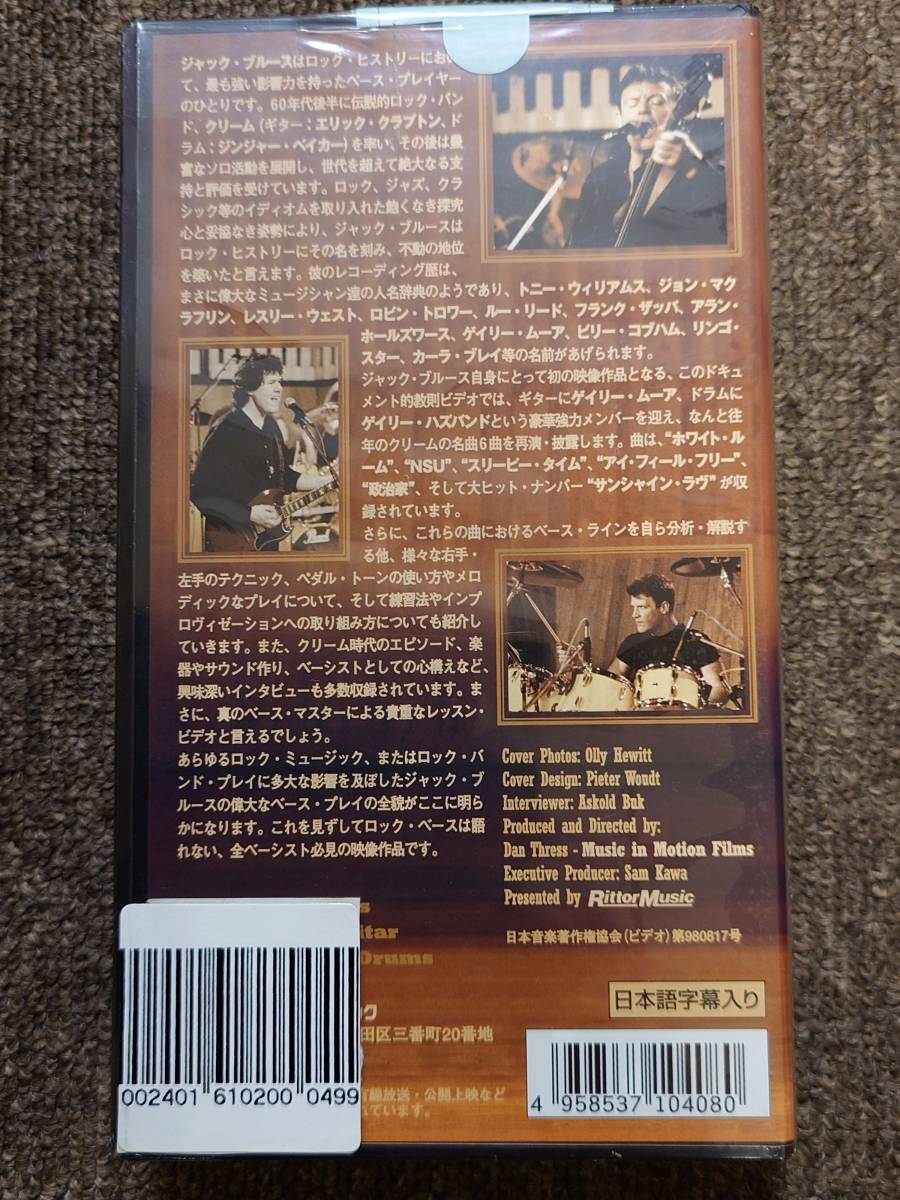 ジャック・ブルースはロック・ヒストリーにおい
て、最も強い影響力を持ったベース・プレイヤー
のひとりです。60年代後半に伝説的ロック・バン
ド、クリーム(ギター:エリック・クラプトン、ド
ラム:ジンジャー・ベイカー)を率い、その後は豊
富なソロ活動を展開し、世代を超えて絶大なる支
持と評価を受けています。ロック、ジャズ、クラ
シック等のイディオムを取り入れた飽くなき探究
心と妥協なき姿勢により、ジャック・ブルースは
ロック・ヒストリーにその名を刻み、不動の地位
を築いたと言えます。彼のレコーディング歴は、
まさに偉大なミュージシャン達の人名辞典のようであり、トニー・ウィリアムス、ジョン・マク
ラフリン、レスリー・ウェスト、ロビン・トロワー、ルー・リード、フランク・ザッパ、アラン・
ホールズワース、ゲイリー・ムーア、ビリー・コブハム、リンゴ・
スター、カーラ・ブレイ等の名前があげられます。
ジャック・ブルース自身にとって初の映像作品となる、このドキュ
メント的教則ビデオでは、ギターにゲイリー・ムーア、ドラムに
ゲイリー・ハズバンドという豪華強力メンバーを迎え、なんと往
年のクリームの名曲6曲を再演・披露します。曲は、“ホワイト・ル
ーム”、“NSU”、“スリーピー・タイム”、“アイ・フィール・フリー”、
“政治家”、そして大ヒット・ナンバー“サンシャイン・ラヴ”が収
録されています。
さらに、これらの曲におけるベース・ラインを自ら分析・解説す
る他、様々な右手・
左手のテクニック、ペダル・トーンの使い方やメロ
ディックなプレイについて、そして練習法やインプ
ロヴィゼーションへの取り組み方についても紹介し
ていきます。また、クリーム時代のエピソード、楽
器やサウンド作り、ベーシストとしての心構えなど、
興味深いインタビューも多数収録されています。ま
さに、真のベース・マスターによる貴重なレッスン・
ビデオと言えるでしょう。
あらゆるロック・ミュージック、またはロック・バ
ンド・プレイに多大な影響を及ぼしたジャック・ブ
ルースの偉大なベース・プレイの全貌がここに明ら
かになります。これを見ずしてロック・ベースは語
れない、全ベーシスト必見の映像作品です。
Cover Photos: Olly Hewitt
Cover Design: Pieter Wondt
Interviewer: Askold Buk
Produced and Directed by:
Dan Thress - Music in Motion Films
Executive Producer: Sam Kawa
Presented by RittorMusic
日本音楽著作権協会(ビデオ)第980817号
日本語字幕入り
s
itar
Drums
ック
田区三番町20番地
有線放送・公開上映など
れています。
002401 610200 0499
4 958537 104080